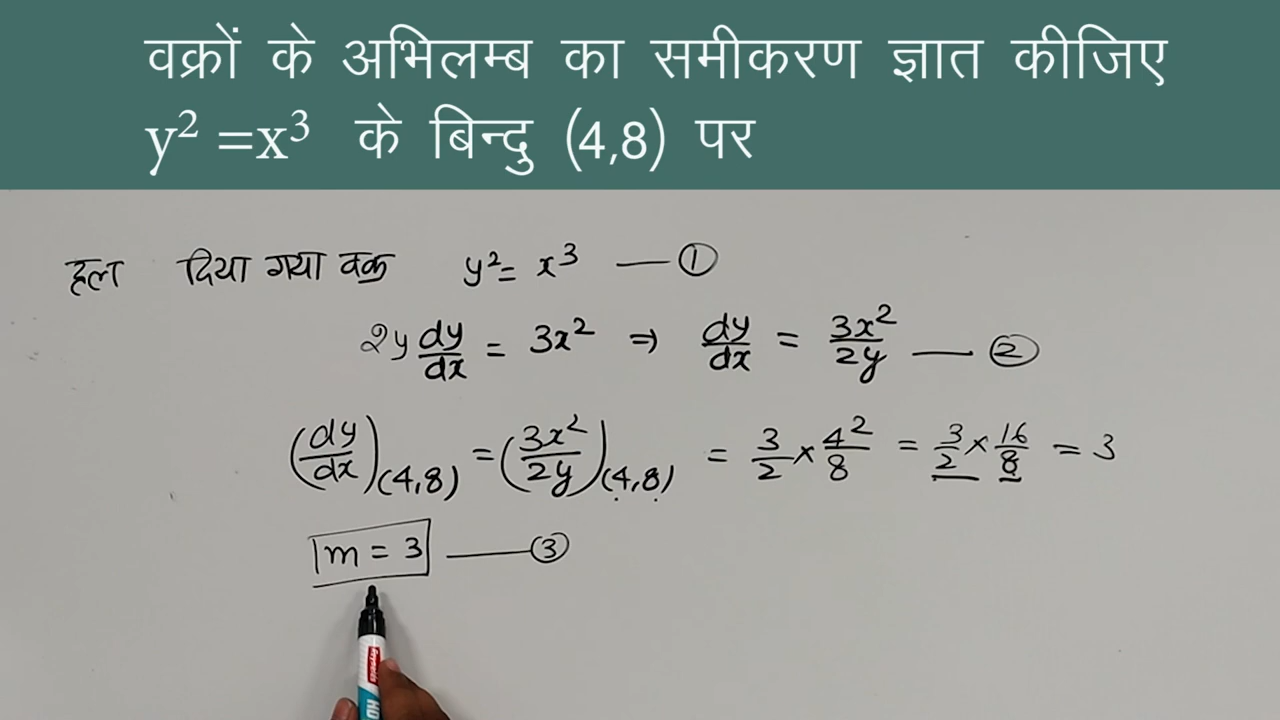 वक्रों के अभिलम्ब का समीकरण ज्ञात कीजिए
y² =x³ के बिन्दु (4,8) पर
हल दिया गया वक्र y² = x³ —— ①
2y dy/dx = 3x² ⇒ dy/dx = 3x²/2y —— ②
(dy/dx)(4,8) = (3x²/2y)(4,8) = 3/2 × 4²/8 = 3/2 × 16/8 = 3
m = 3 —— ③